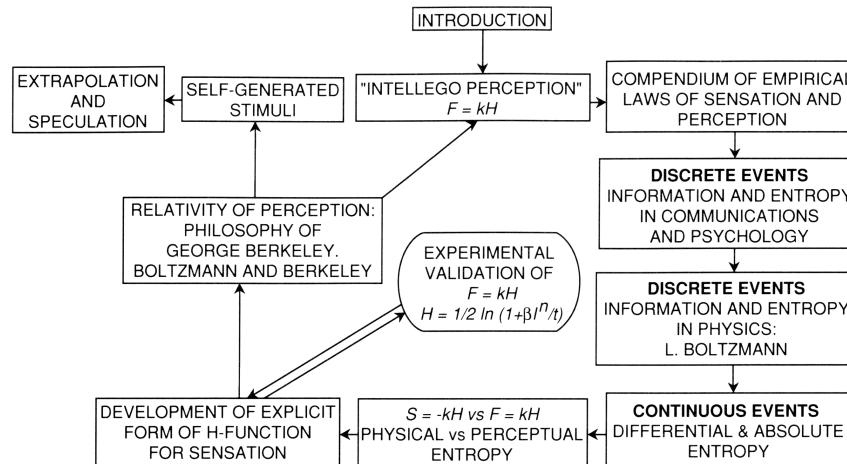 INTRODUCTION
"INTELLEGO PERCEPTION"
F = kH
COMPENDIUM OF EMPIRICAL
LAWS OF SENSATION AND
PERCEPTION
DISCRETE EVENTS
INFORMATION AND ENTROPY
IN COMMUNICATIONS
AND PSYCHOLOGY
DISCRETE EVENTS
INFORMATION AND ENTROPY
IN PHYSICS:
L. BOLTZMANN
CONTINUOUS EVENTS
DIFFERENTIAL & ABSOLUTE
ENTROPY
S = -kH vs F = kH
PHYSICAL vs PERCEPTUAL
ENTROPY
DEVELOPMENT OF EXPLICIT
FORM OF H-FUNCTION
FOR SENSATION
EXPERIMENTAL
VALIDATION OF
F = kH
H = 1/2 ln (1+βIⁿ/t)
RELATIVITY OF PERCEPTION:
PHILOSOPHY OF
GEORGE BERKELEY.
BOLTZMANN AND BERKELEY
SELF-GENERATED
STIMULI
EXTRAPOLATION
AND
SPECULATION